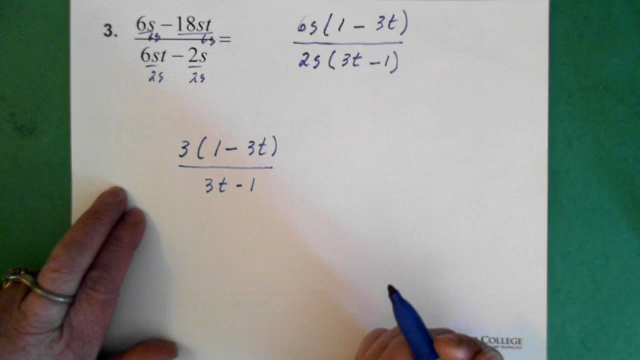 3. (6s − 18st)/(6st − 2s) =
6s 6s
2s 2s
6s(1 − 3t)
2s(3t − 1)
3(1 − 3t)
3t − 1
COLLEGE